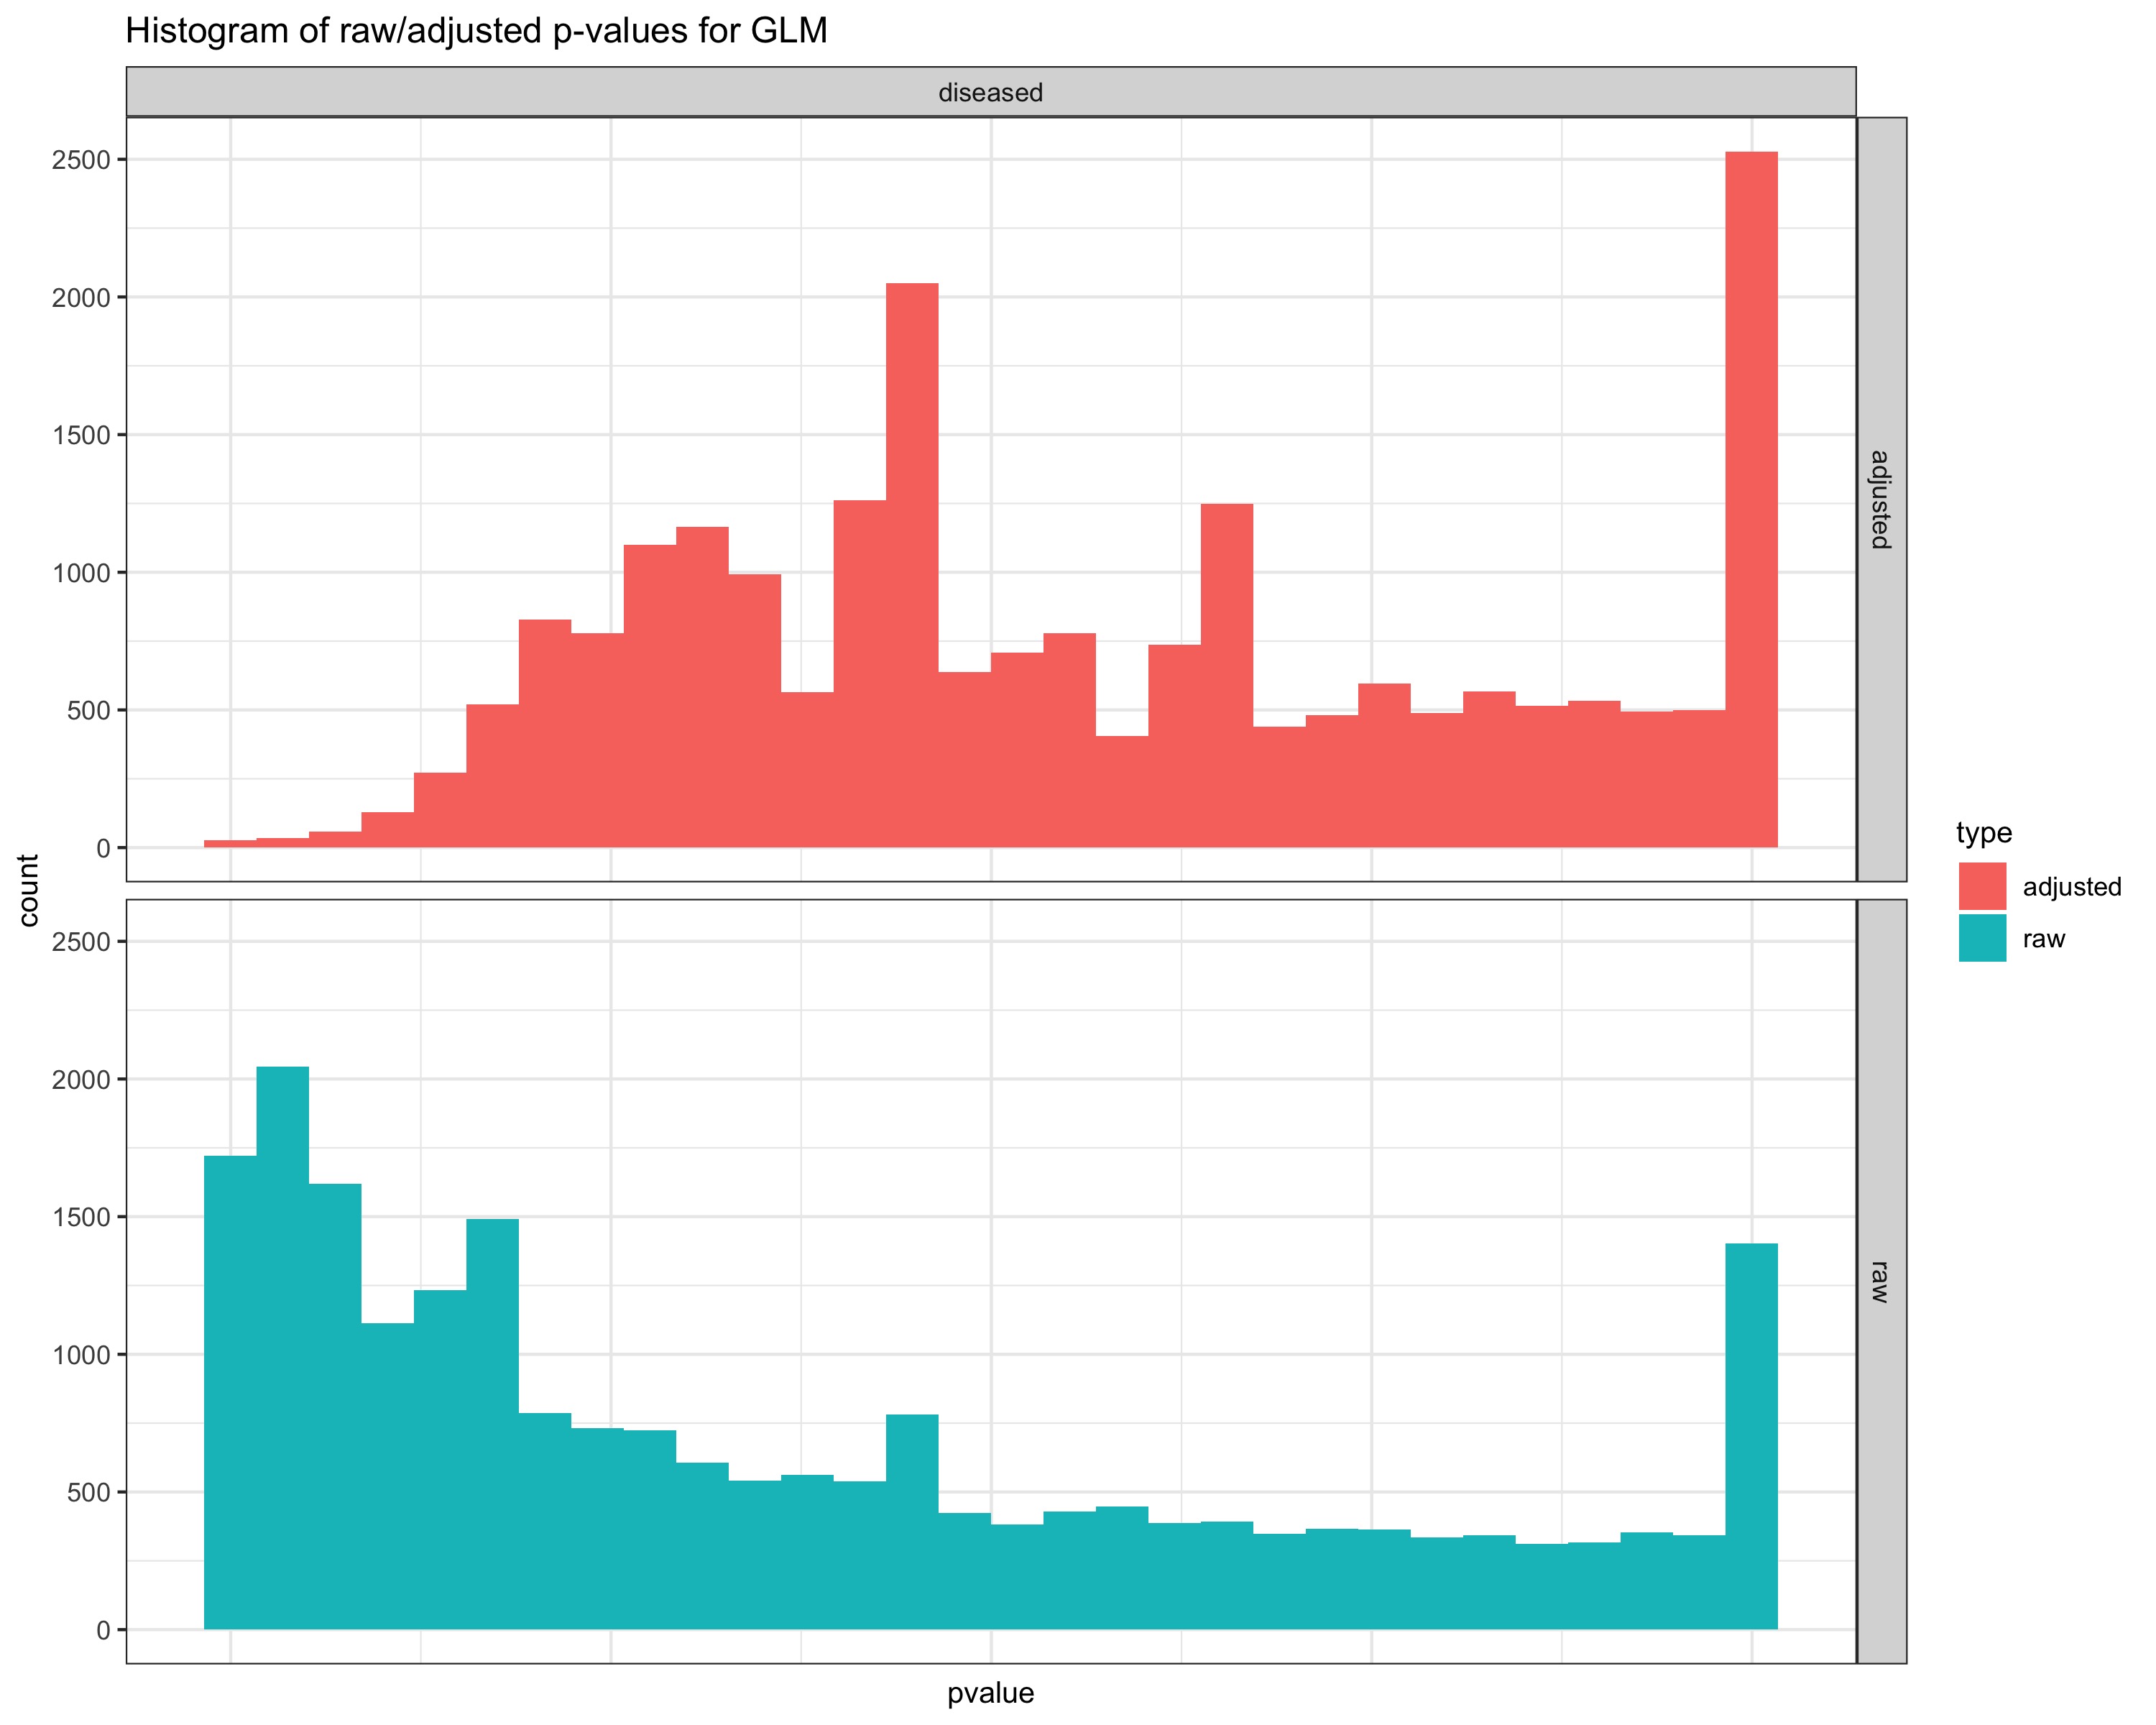 Histogram of raw/adjusted p-values for GLM
diseased
2500
2000
1500
1000
500
0
adjusted
count
2500
2000
1500
1000
500
0
raw
pvalue
type
adjusted
raw